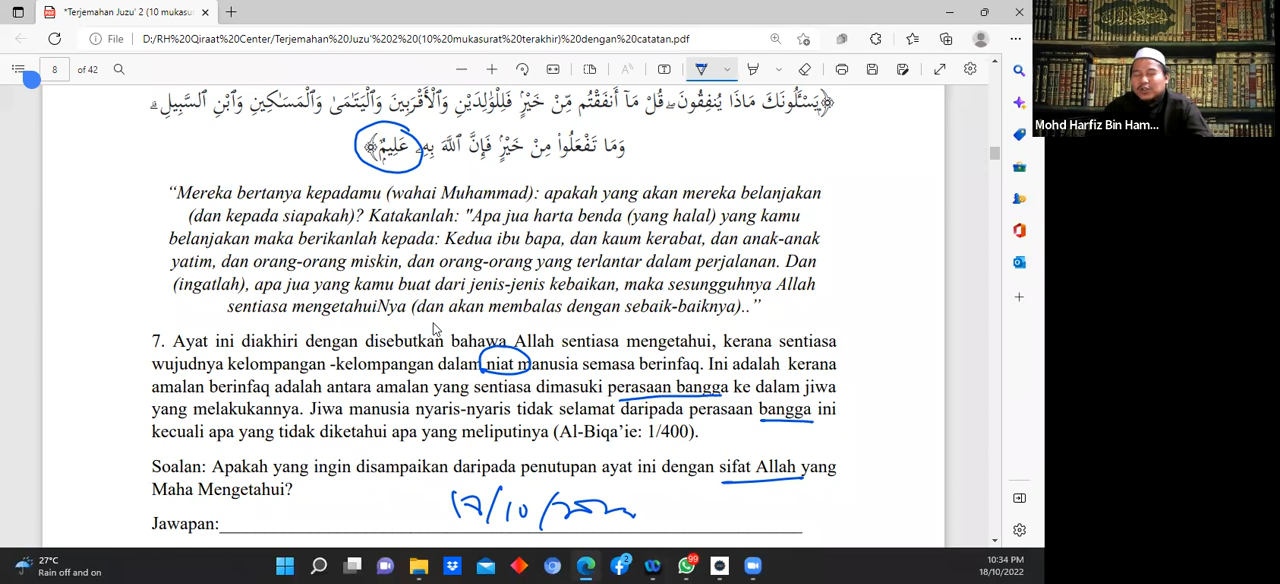 *Terjemahan Juzu' 2 (10 mukasu
File
D:/RH%20Qiraat%20Center/Terjemahan%20Juzu'%202%20(10%20mukasurat%20terakhir)%20dengan%20catatan.pdf
8 of 42
﴿يَسْـَٔلُونَكَ مَاذَا يُنفِقُونَۖ قُلْ مَآ أَنفَقْتُم مِّنْ خَيْرٍ فَلِلْوَٰلِدَيْنِ وَٱلْأَقْرَبِينَ وَٱلْيَتَـٰمَىٰ وَٱلْمَسَـٰكِينِ وَٱبْنِ ٱلسَّبِيلِۗ
وَمَا تَفْعَلُوا۟ مِنْ خَيْرٍ فَإِنَّ ٱللَّهَ بِهِۦ عَلِيمٌ﴾
“Mereka bertanya kepadamu (wahai Muhammad): apakah yang akan mereka belanjakan
(dan kepada siapakah)? Katakanlah: "Apa jua harta benda (yang halal) yang kamu
belanjakan maka berikanlah kepada: Kedua ibu bapa, dan kaum kerabat, dan anak-anak
yatim, dan orang-orang miskin, dan orang-orang yang terlantar dalam perjalanan. Dan
(ingatlah), apa jua yang kamu buat dari jenis-jenis kebaikan, maka sesungguhnya Allah
sentiasa mengetahuiNya (dan akan membalas dengan sebaik-baiknya)..”
7. Ayat ini diakhiri dengan disebutkan bahawa Allah sentiasa mengetahui, kerana sentiasa
wujudnya kelompangan -kelompangan dalam niat manusia semasa berinfaq. Ini adalah kerana
amalan berinfaq adalah antara amalan yang sentiasa dimasuki perasaan bangga ke dalam jiwa
yang melakukannya. Jiwa manusia nyaris-nyaris tidak selamat daripada perasaan bangga ini
kecuali apa yang tidak diketahui apa yang meliputinya (Al-Biqa'ie: 1/400).
Soalan: Apakah yang ingin disampaikan daripada penutupan ayat ini dengan sifat Allah yang
Maha Mengetahui?
Jawapan:
Mohd Harfiz Bin Ham...
27°C
Rain off and on
2
99
10:34 PM
18/10/2022